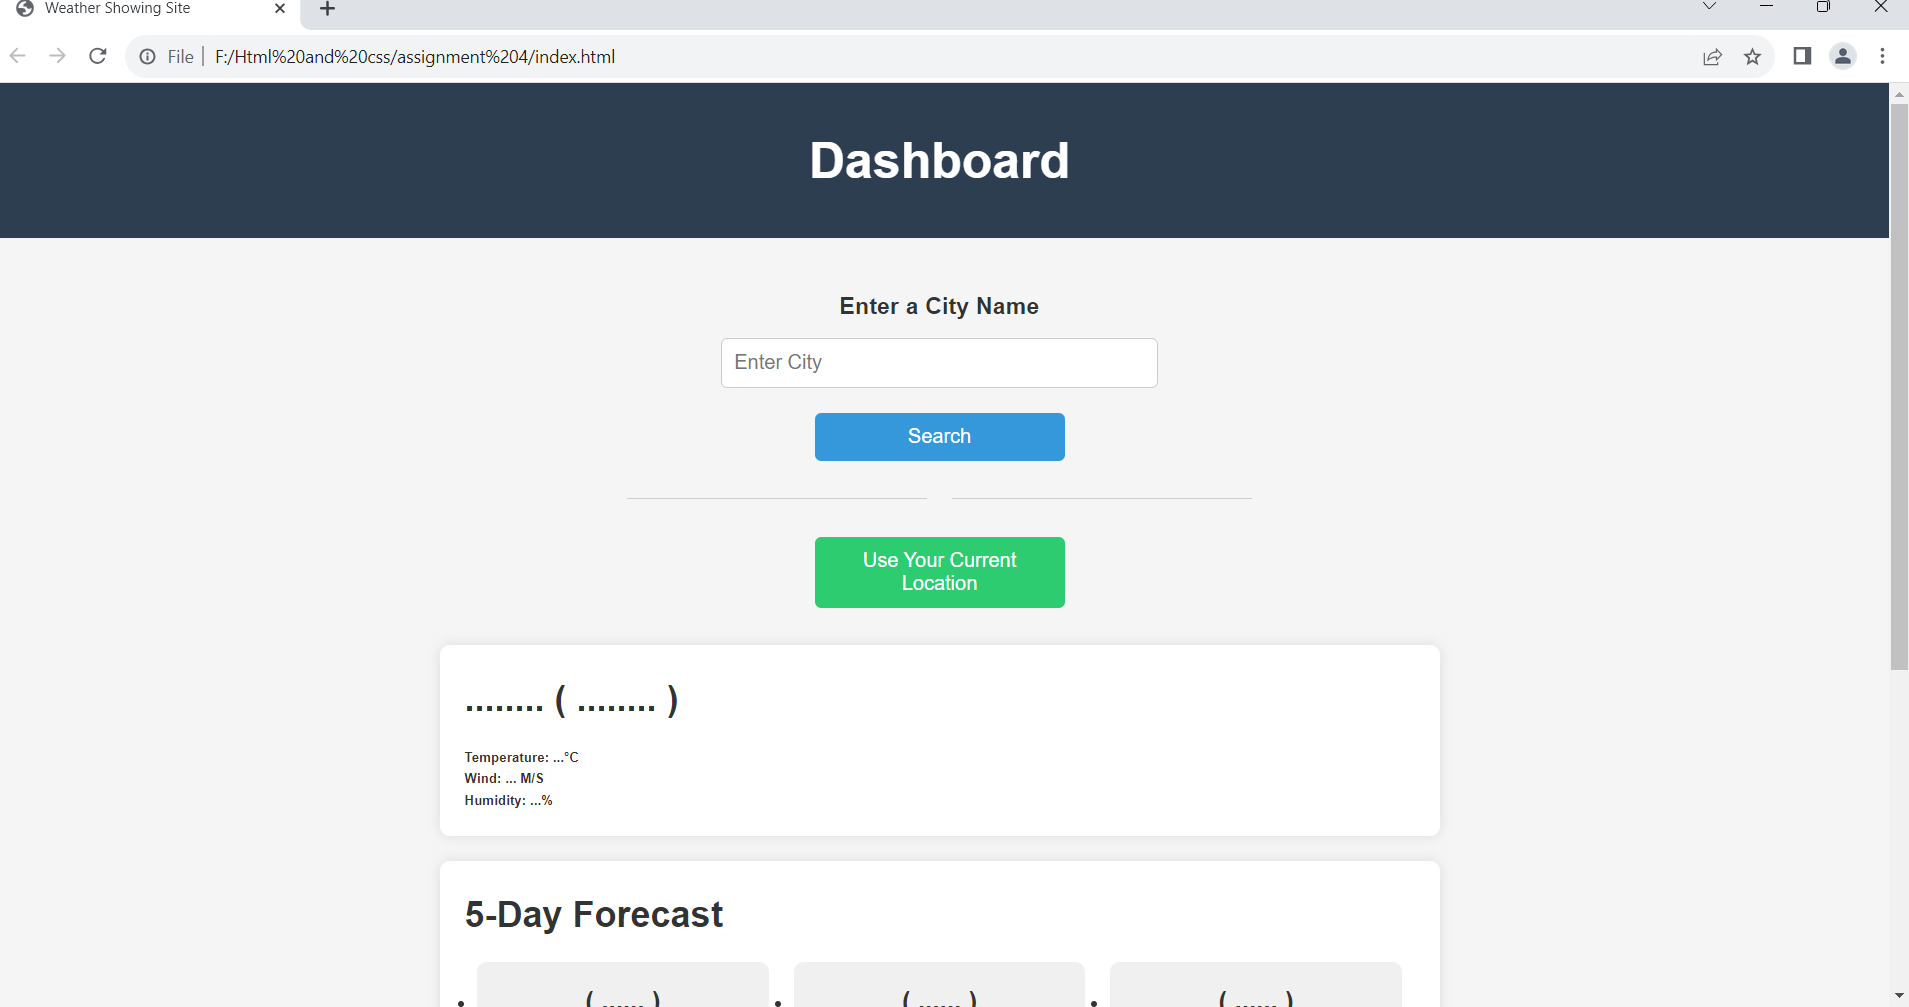 Weather Showing Site
File F:/Html%20and%20css/assignment%204/index.html
Dashboard
Enter a City Name
Enter City
Search
Use Your Current
Location
........ ( ........ )
Temperature: ...°C
Wind: ... M/S
Humidity: ...%
5-Day Forecast
( ...... ) ( ...... ) ( ...... )